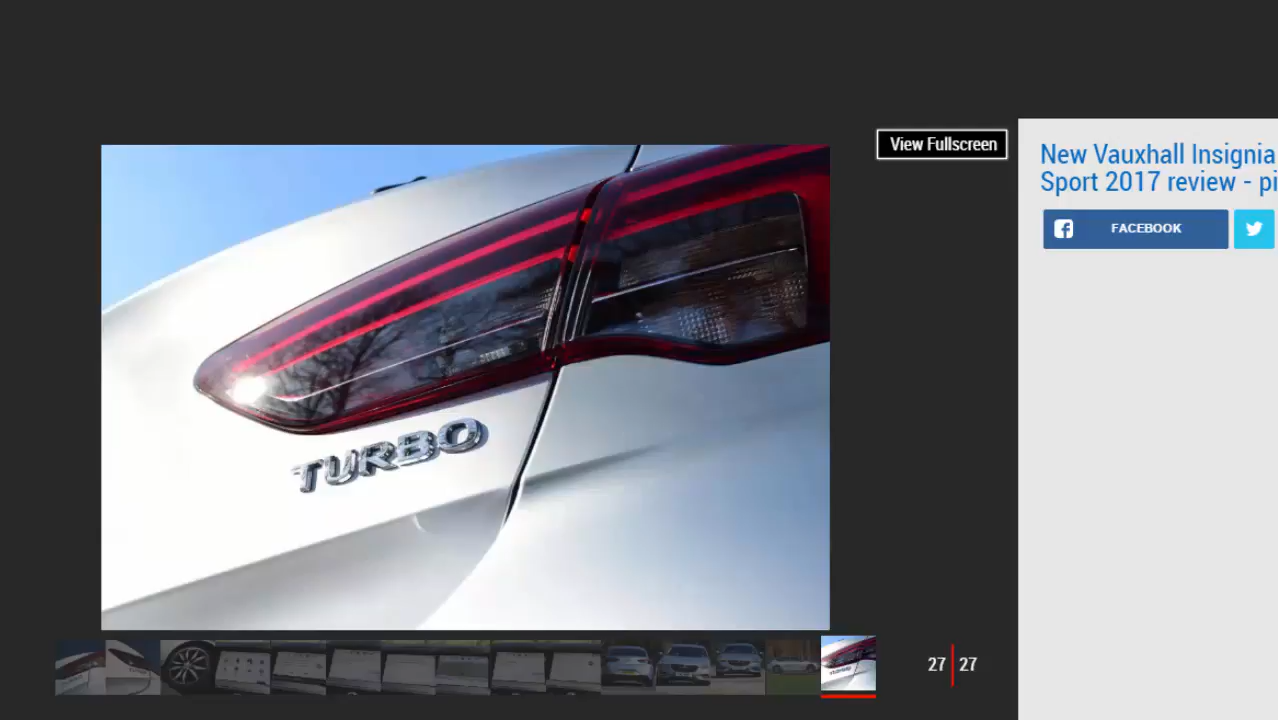 View Fullscreen
New Vauxhall Insignia
Sport 2017 review - pi
FACEBOOK
TURBO
27 27